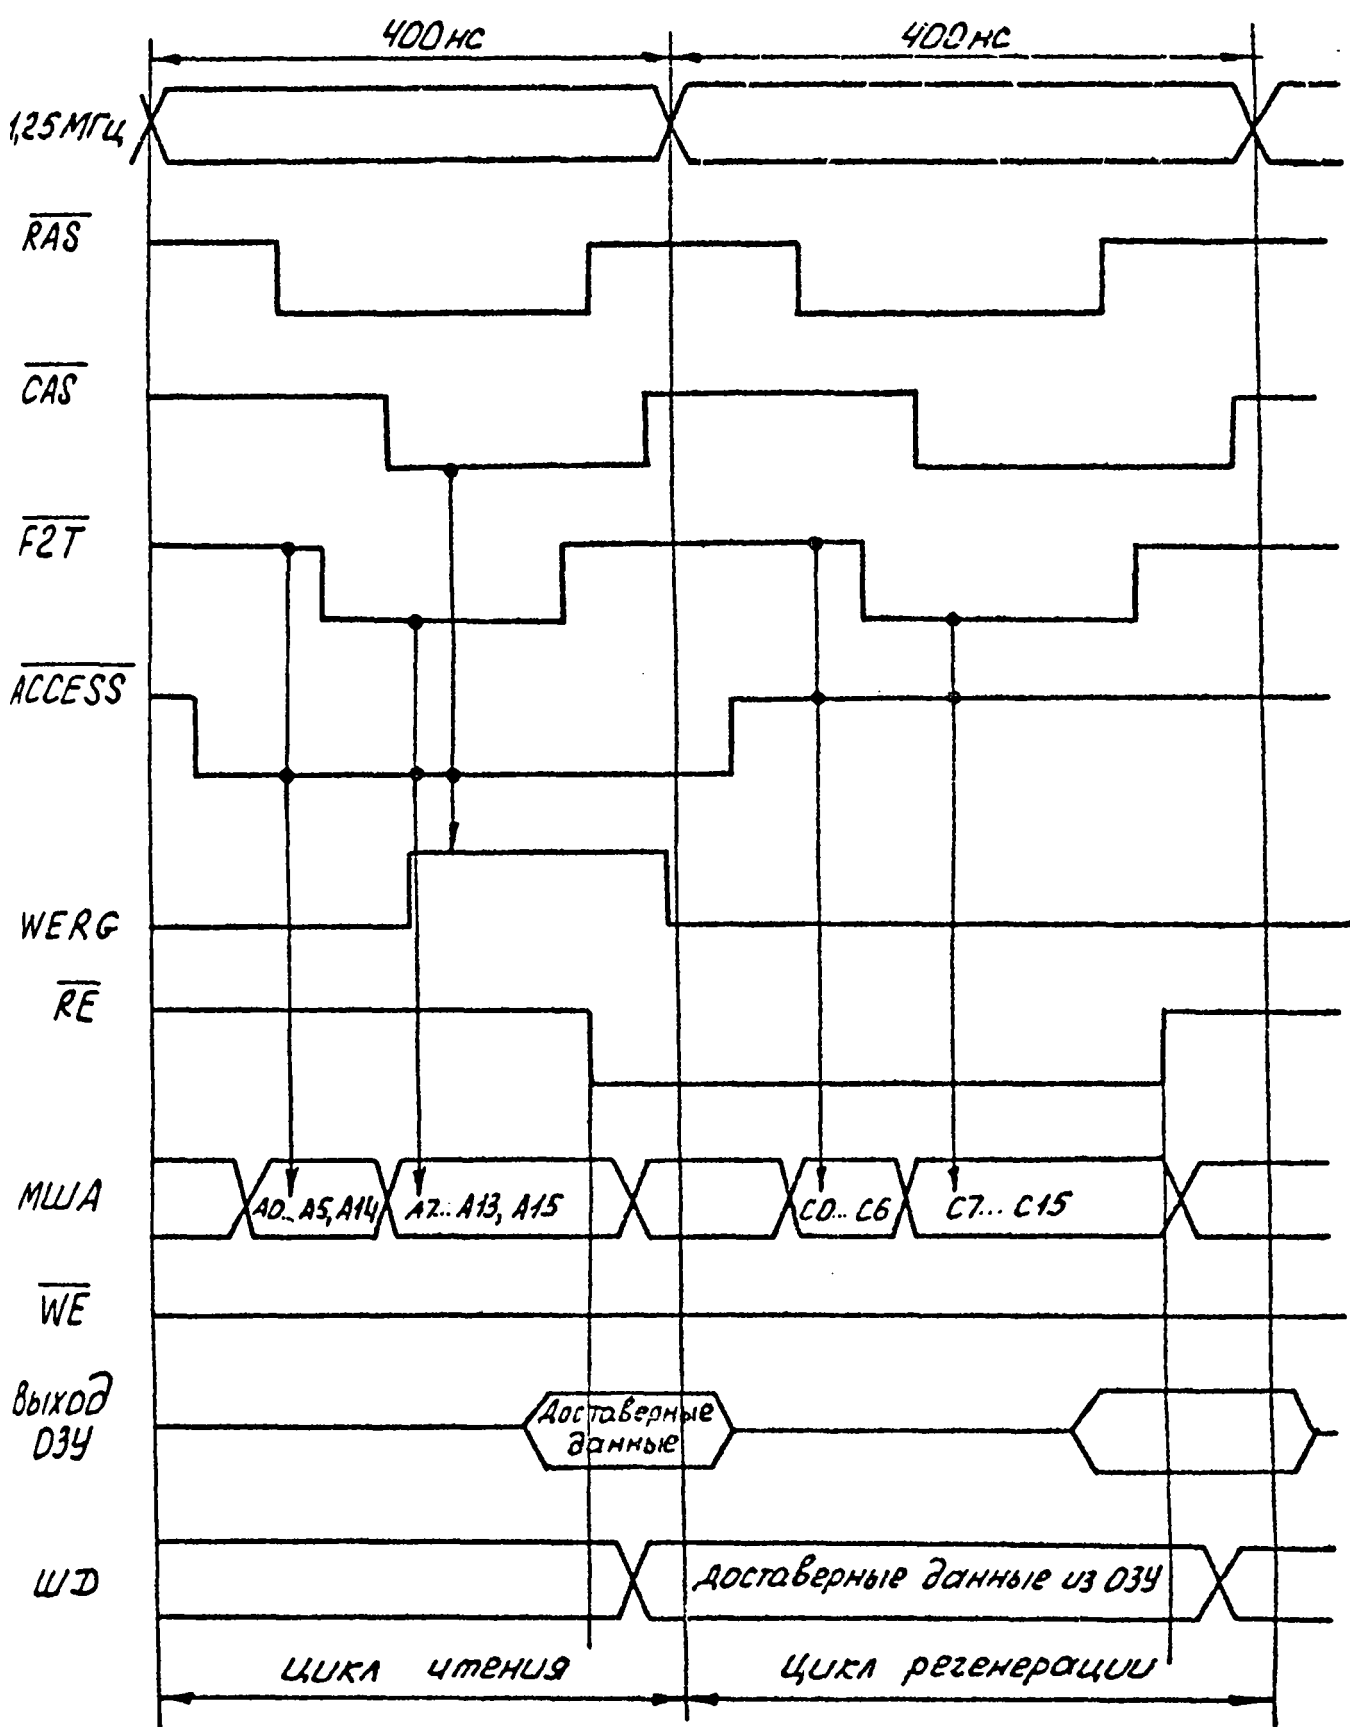 400нс 400нс
1,25МГц
RAS
CAS
F2T
ACCESS
WERG
RE
МША A0...A5,A14 A7...A13, A15 C0...C6 C7...C15
WE
Выход
ОЗУ
Доставерные
данные
ШД доставерные данные из ОЗУ
цикл чтения цикл регенерации